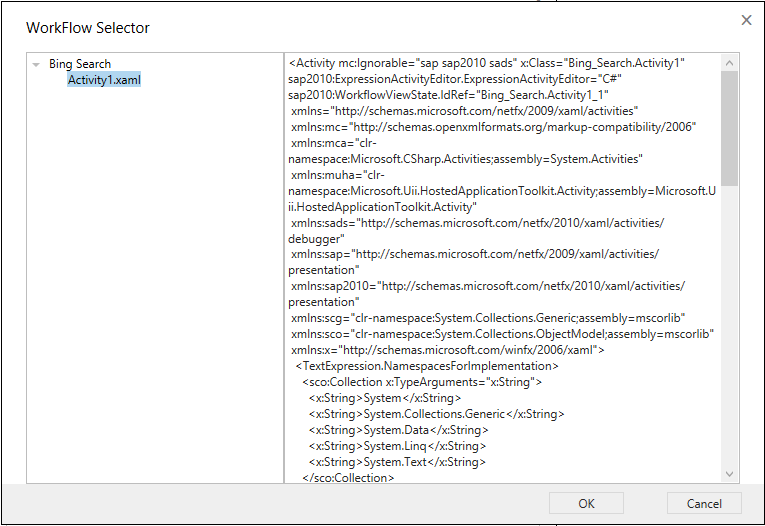 WorkFlow Selector
Bing Search
Activity1.xaml
<Activity mc:Ignorable="sap sap2010 sads" x:Class="Bing_Search.Activity1"
sap2010:ExpressionActivityEditor.ExpressionActivityEditor="C#"
sap2010:WorkflowViewState.IdRef="Bing_Search.Activity1_1"
xmlns="http://schemas.microsoft.com/netfx/2009/xaml/activities"
xmlns:mc="http://schemas.openxmlformats.org/markup-compatibility/2006"
xmlns:mca="clr-
namespace:Microsoft.CSharp.Activities;assembly=System.Activities"
xmlns:muha="clr-
namespace:Microsoft.Uii.HostedApplicationToolkit.Activity;assembly=Microsoft.U
ii.HostedApplicationToolkit.Activity"
xmlns:sads="http://schemas.microsoft.com/netfx/2010/xaml/activities/
debugger"
xmlns:sap="http://schemas.microsoft.com/netfx/2009/xaml/activities/
presentation"
xmlns:sap2010="http://schemas.microsoft.com/netfx/2010/xaml/activities/
presentation"
xmlns:scg="clr-namespace:System.Collections.Generic;assembly=mscorlib"
xmlns:sco="clr-namespace:System.Collections.ObjectModel;assembly=mscorlib"
xmlns:x="http://schemas.microsoft.com/winfx/2006/xaml">
<TextExpression.NamespacesForImplementation>
<sco:Collection x:TypeArguments="x:String">
<x:String>System</x:String>
<x:String>System.Collections.Generic</x:String>
<x:String>System.Data</x:String>
<x:String>System.Linq</x:String>
<x:String>System.Text</x:String>
</sco:Collection>
OK
Cancel